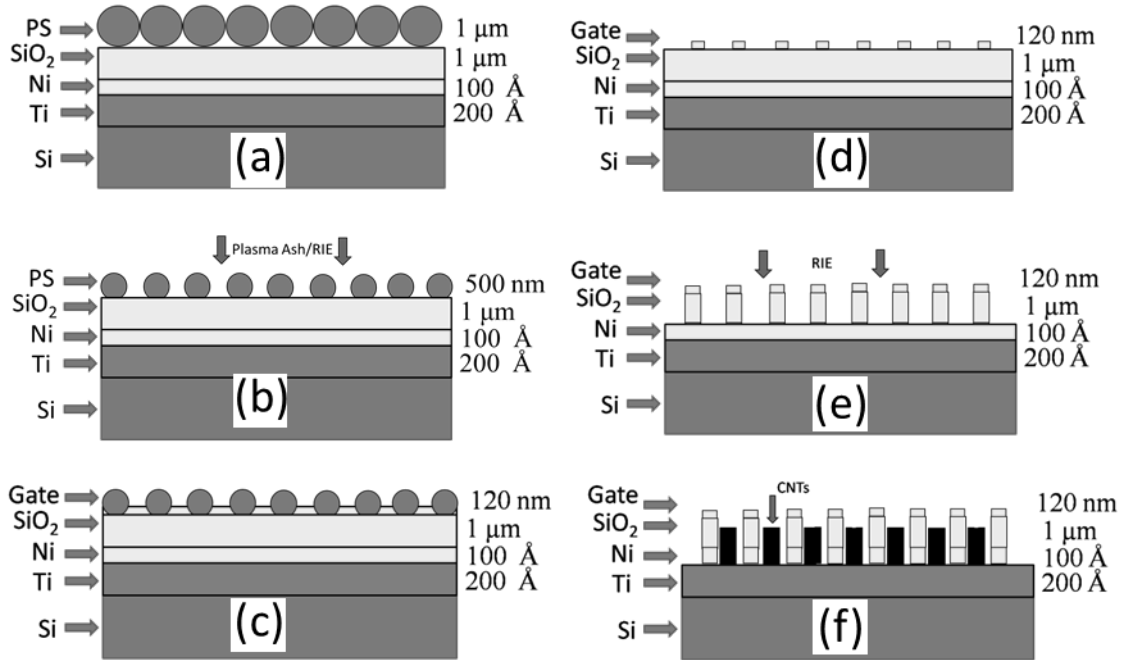 PS
1 μm
SiO2
1 μm
Ni
100 Å
Ti
200 Å
Si
(a)
Plasma Ash/RIE
PS
500 nm
SiO2
1 μm
Ni
100 Å
Ti
200 Å
Si
(b)
Gate
120 nm
SiO2
1 μm
Ni
100 Å
Ti
200 Å
Si
(c)
Gate
120 nm
SiO2
1 μm
Ni
100 Å
Ti
200 Å
Si
(d)
RIE
Gate
120 nm
SiO2
1 μm
Ni
100 Å
Ti
200 Å
Si
(e)
CNTs
Gate
120 nm
SiO2
1 μm
Ni
100 Å
Ti
200 Å
Si
(f)